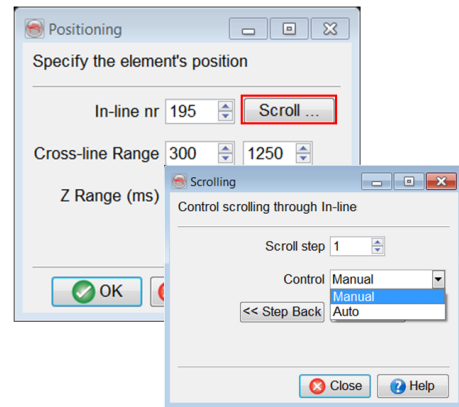 Positioning
Specify the element's position
In-line nr 195 Scroll ...
Cross-line Range 300 1250
Z Range (ms)
OK
Scrolling
Control scrolling through In-line
Scroll step 1
Control Manual
Manual
<< Step Back Auto
Close Help